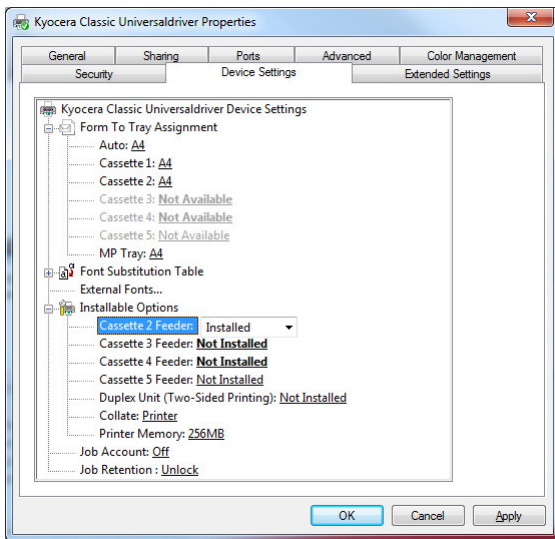 Kyocera Classic Universaldriver Properties
General Sharing Ports Advanced Color Management
Security Device Settings Extended Settings
Kyocera Classic Universaldriver Device Settings
Form To Tray Assignment
Auto: A4
Cassette 1: A4
Cassette 2: A4
Cassette 3: Not Available
Cassette 4: Not Available
Cassette 5: Not Available
MP Tray: A4
Font Substitution Table
External Fonts...
Installable Options
Cassette 2 Feeder: Installed
Cassette 3 Feeder: Not Installed
Cassette 4 Feeder: Not Installed
Cassette 5 Feeder: Not Installed
Duplex Unit (Two-Sided Printing): Not Installed
Collate: Printer
Printer Memory: 256MB
Job Account: Off
Job Retention : Unlock
OK Cancel Apply